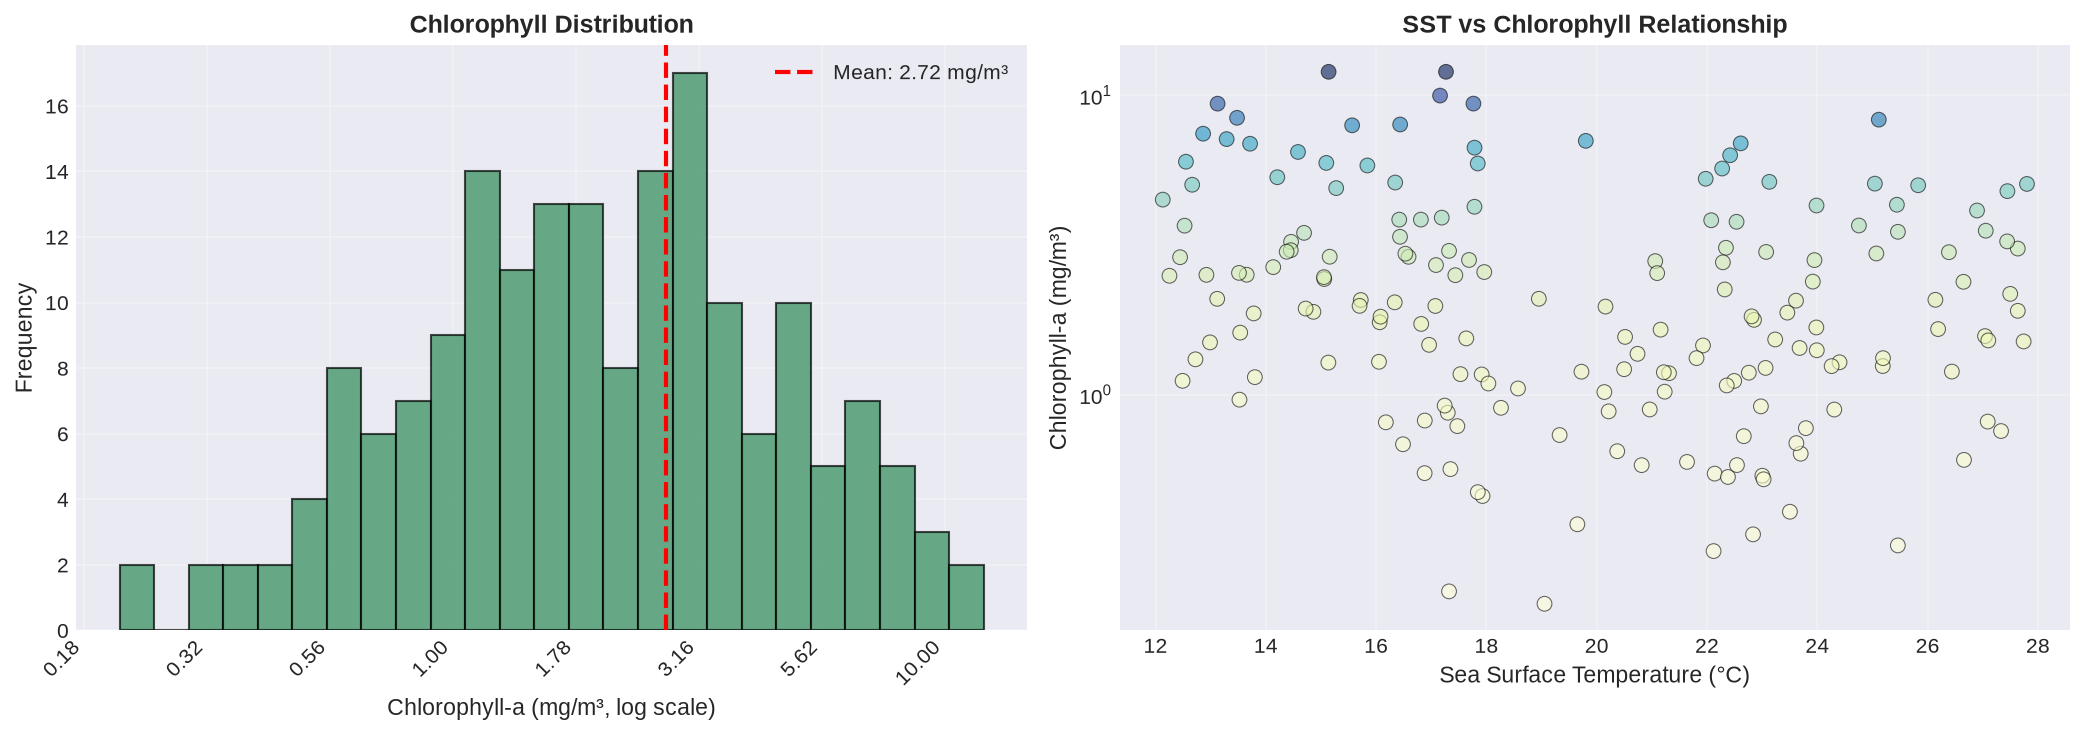 Chlorophyll Distribution
Mean: 2.72 mg/m³
Frequency
16
14
12
10
8
6
4
2
0
0.18 0.32 0.56 1.00 1.78 3.16 5.62 10.00
Chlorophyll-a (mg/m³, log scale)
SST vs Chlorophyll Relationship
Chlorophyll-a (mg/m³)
10¹
10⁰
12 14 16 18 20 22 24 26 28
Sea Surface Temperature (°C)